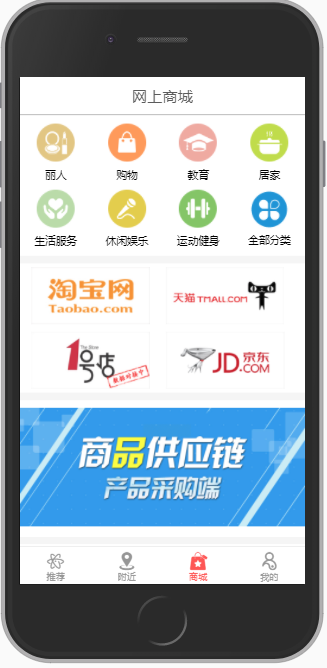 网上商城
丽人 购物 教育 居家
生活服务 休闲娱乐 运动健身 全部分类
淘宝网
Taobao.com
天猫 TMALL.COM
The Store
1号店
JD.COM 京东
商品供应链
产品采购端
推荐 附近 商城 我的